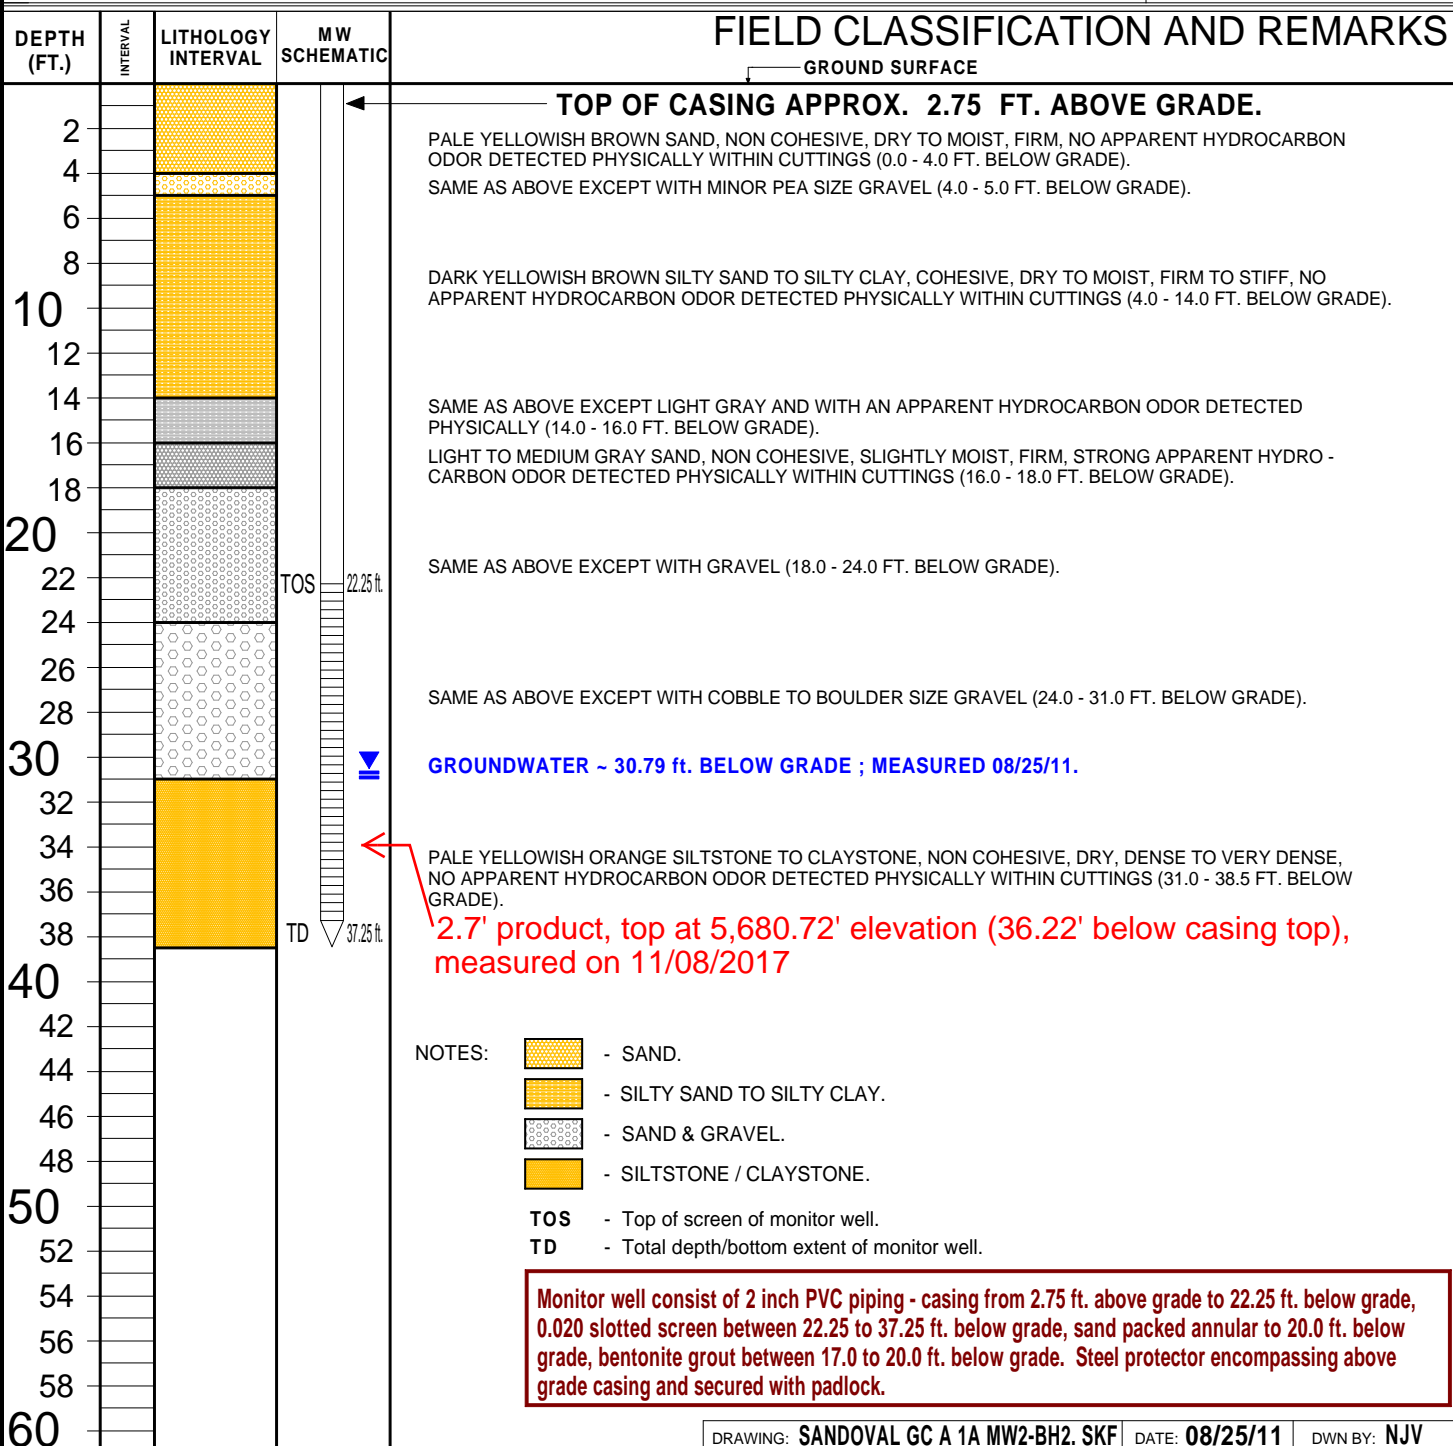 DEPTH (FT.)
INTERVAL
LITHOLOGY INTERVAL
MW SCHEMATIC
FIELD CLASSIFICATION AND REMARKS
GROUND SURFACE
TOP OF CASING APPROX. 2.75 FT. ABOVE GRADE.
2
PALE YELLOWISH BROWN SAND, NON COHESIVE, DRY TO MOIST, FIRM, NO APPARENT HYDROCARBON
ODOR DETECTED PHYSICALLY WITHIN CUTTINGS (0.0 - 4.0 FT. BELOW GRADE).
4
SAME AS ABOVE EXCEPT WITH MINOR PEA SIZE GRAVEL (4.0 - 5.0 FT. BELOW GRADE).
6
8
DARK YELLOWISH BROWN SILTY SAND TO SILTY CLAY, COHESIVE, DRY TO MOIST, FIRM TO STIFF, NO
APPARENT HYDROCARBON ODOR DETECTED PHYSICALLY WITHIN CUTTINGS (4.0 - 14.0 FT. BELOW GRADE).
10
12
14
SAME AS ABOVE EXCEPT LIGHT GRAY AND WITH AN APPARENT HYDROCARBON ODOR DETECTED
PHYSICALLY (14.0 - 16.0 FT. BELOW GRADE).
16
LIGHT TO MEDIUM GRAY SAND, NON COHESIVE, SLIGHTLY MOIST, FIRM, STRONG APPARENT HYDRO -
CARBON ODOR DETECTED PHYSICALLY WITHIN CUTTINGS (16.0 - 18.0 FT. BELOW GRADE).
18
20
SAME AS ABOVE EXCEPT WITH GRAVEL (18.0 - 24.0 FT. BELOW GRADE).
22
TOS 22.25 ft.
24
26
SAME AS ABOVE EXCEPT WITH COBBLE TO BOULDER SIZE GRAVEL (24.0 - 31.0 FT. BELOW GRADE).
28
30
GROUNDWATER ~ 30.79 ft. BELOW GRADE ; MEASURED 08/25/11.
32
34
PALE YELLOWISH ORANGE SILTSTONE TO CLAYSTONE, NON COHESIVE, DRY, DENSE TO VERY DENSE,
NO APPARENT HYDROCARBON ODOR DETECTED PHYSICALLY WITHIN CUTTINGS (31.0 - 38.5 FT. BELOW
GRADE).
36
38
TD 37.25 ft.
2.7' product, top at 5,680.72' elevation (36.22' below casing top),
measured on 11/08/2017
40
42
44
46
48
50
52
54
56
58
60
NOTES:
- SAND.
- SILTY SAND TO SILTY CLAY.
- SAND & GRAVEL.
- SILTSTONE / CLAYSTONE.
TOS - Top of screen of monitor well.
TD - Total depth/bottom extent of monitor well.
Monitor well consist of 2 inch PVC piping - casing from 2.75 ft. above grade to 22.25 ft. below grade,
0.020 slotted screen between 22.25 to 37.25 ft. below grade, sand packed annular to 20.0 ft. below
grade, bentonite grout between 17.0 to 20.0 ft. below grade. Steel protector encompassing above
grade casing and secured with padlock.
DRAWING: SANDOVAL GC A 1A MW2-BH2. SKF DATE: 08/25/11 DWN BY: NJV